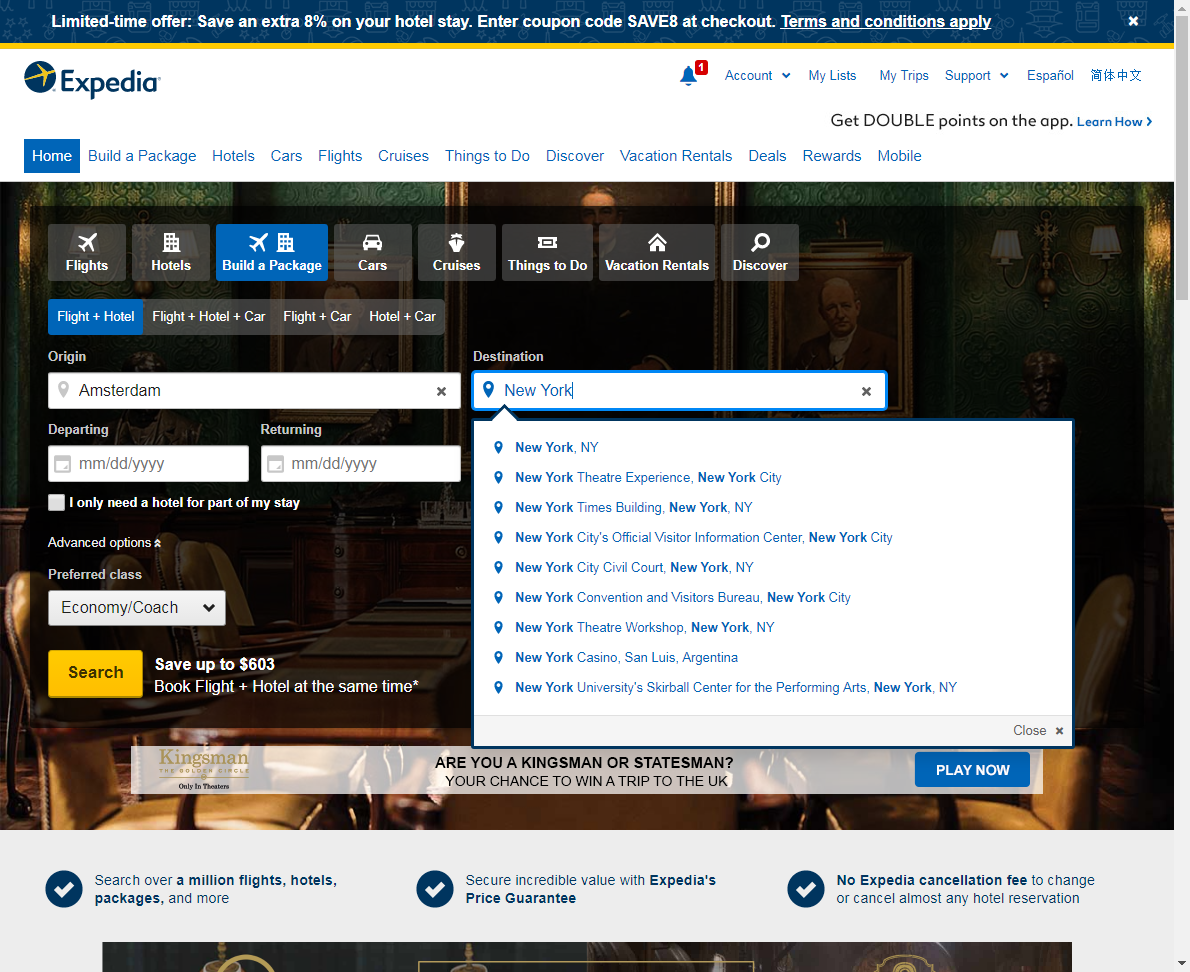 Limited-time offer: Save an extra 8% on your hotel stay. Enter coupon code SAVE8 at checkout. Terms and conditions apply
Expedia
1
Account
My Lists
My Trips
Support
Español
简体中文
Get DOUBLE points on the app. Learn How
Home
Build a Package
Hotels
Cars
Flights
Cruises
Things to Do
Discover
Vacation Rentals
Deals
Rewards
Mobile
Flights
Hotels
Build a Package
Cars
Cruises
Things to Do
Vacation Rentals
Discover
Flight + Hotel
Flight + Hotel + Car
Flight + Car
Hotel + Car
Origin
Amsterdam
Destination
New York
Departing
mm/dd/yyyy
Returning
mm/dd/yyyy
I only need a hotel for part of my stay
Advanced options
Preferred class
Economy/Coach
Search
Save up to $603
Book Flight + Hotel at the same time*
New York, NY
New York Theatre Experience, New York City
New York Times Building, New York, NY
New York City's Official Visitor Information Center, New York City
New York City Civil Court, New York, NY
New York Convention and Visitors Bureau, New York City
New York Theatre Workshop, New York, NY
New York Casino, San Luis, Argentina
New York University's Skirball Center for the Performing Arts, New York, NY
Close
Kingsman
THE GOLDEN CIRCLE
Only In Theaters
ARE YOU A KINGSMAN OR STATESMAN?
YOUR CHANCE TO WIN A TRIP TO THE UK
PLAY NOW
Search over a million flights, hotels,
packages, and more
Secure incredible value with Expedia's
Price Guarantee
No Expedia cancellation fee to change
or cancel almost any hotel reservation